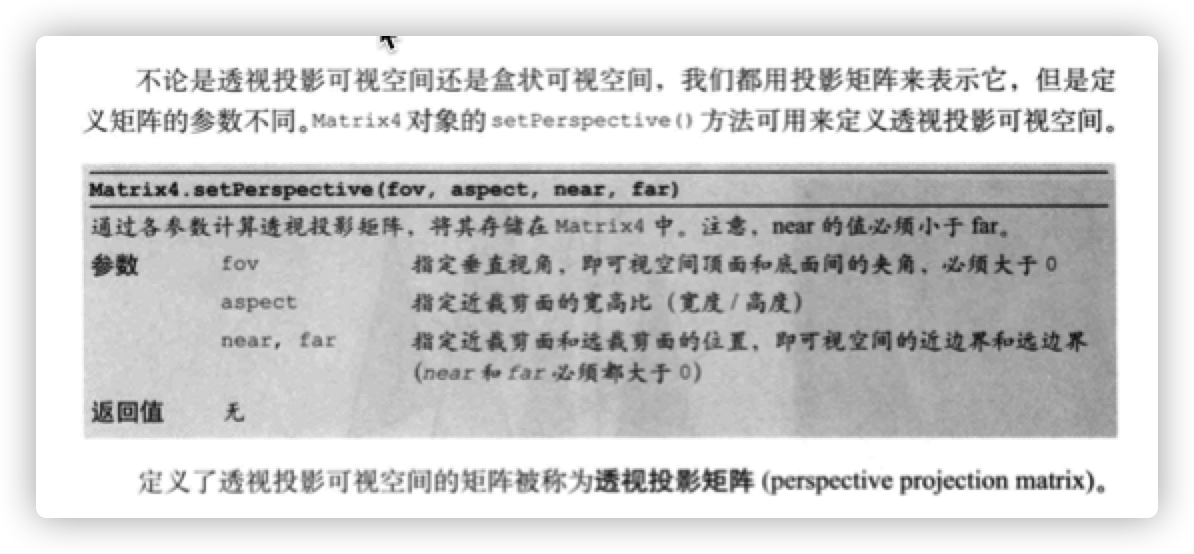 不论是透视投影可视空间还是盒状可视空间，我们都用投影矩阵来表示它，但是定
义矩阵的参数不同。Matrix4 对象的 setPerspective() 方法可用来定义透视投影可视空间。
Matrix4.setPerspective(fov, aspect, near, far)
通过各参数计算透视投影矩阵，将其存储在 Matrix4 中。注意，near 的值必须小于 far。
参数 fov 指定垂直视角，即可视空间顶面和底面间的夹角，必须大于 0
aspect 指定近裁剪面的宽高比（宽度 / 高度）
near, far 指定近裁剪面和远裁剪面的位置，即可视空间的近边界和远边界
(near 和 far 必须都大于 0)
返回值 无
定义了透视投影可视空间的矩阵被称为透视投影矩阵 (perspective projection matrix)。